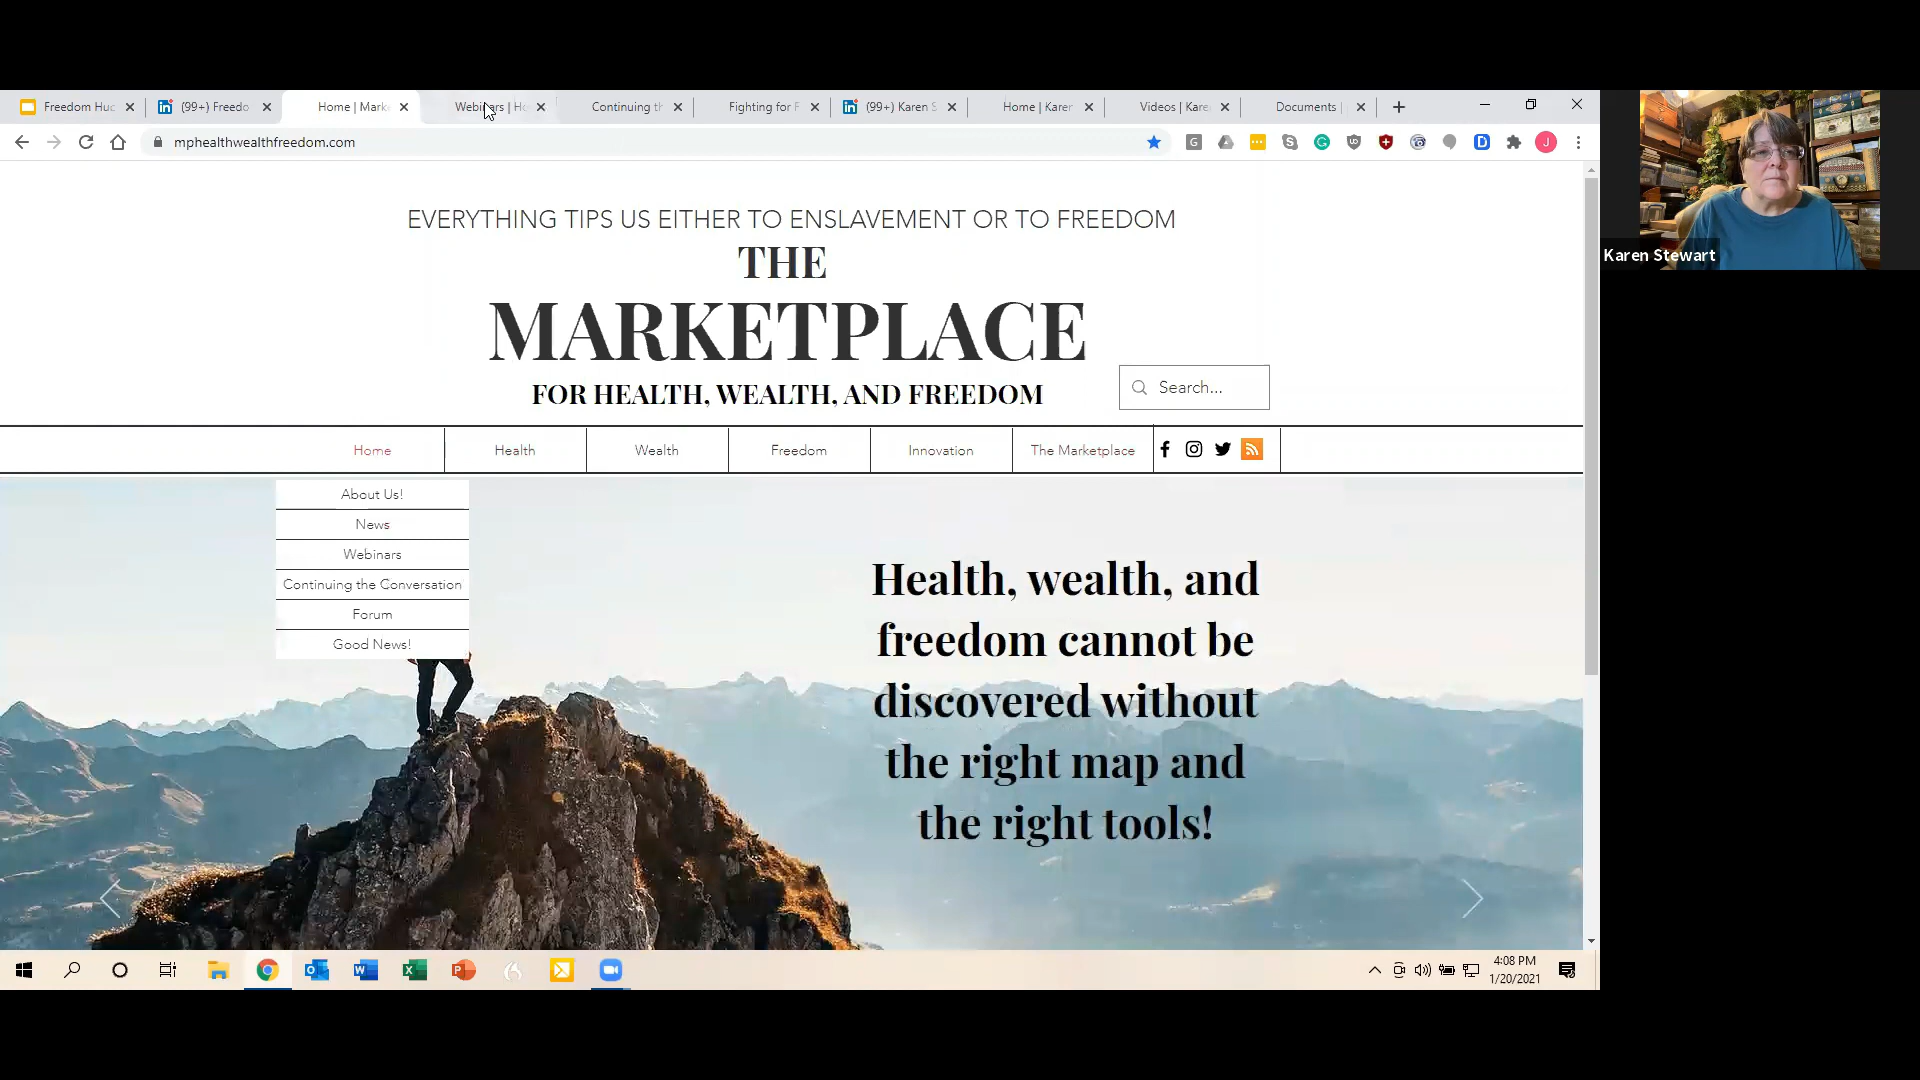 Freedom Huc
(99+) Freedo
Home | Mark
Webinars | Ho
Continuing th
Fighting for F
(99+) Karen S
Home | Karen
Videos | Kare
Documents |
mphealthwealthfreedom.com
J
EVERYTHING TIPS US EITHER TO ENSLAVEMENT OR TO FREEDOM
THE
MARKETPLACE
FOR HEALTH, WEALTH, AND FREEDOM
Search...
Home
Health
Wealth
Freedom
Innovation
The Marketplace
About Us!
News
Webinars
Continuing the Conversation
Forum
Good News!
Health, wealth, and
freedom cannot be
discovered without
the right map and
the right tools!
Karen Stewart
4:08 PM
1/20/2021